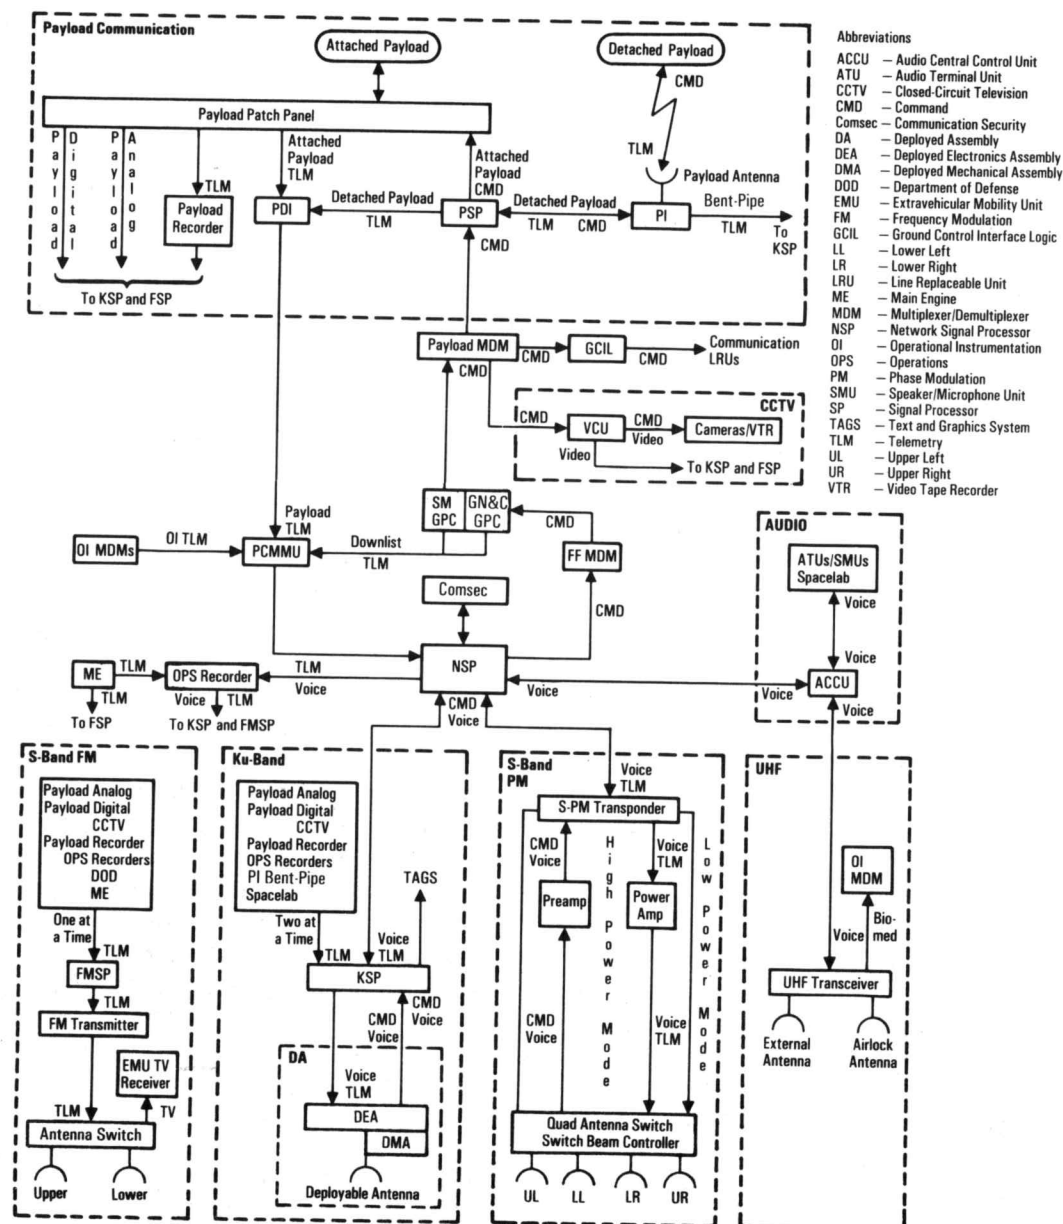 Payload Communication
Attached Payload
Detached Payload
CMD
TLM
Payload Patch Panel
Payload Digital
Payload Analog
TLM
Payload
Recorder
To KSP and FSP
Attached
Payload
TLM
PDI
Detached Payload
TLM
Attached
Payload
CMD
PSP
CMD
Detached Payload
TLM CMD
Payload Antenna
PI
Bent-Pipe
TLM
To
KSP
Abbreviations
ACCU – Audio Central Control Unit
ATU – Audio Terminal Unit
CCTV – Closed-Circuit Television
CMD – Command
Comsec – Communication Security
DA – Deployed Assembly
DEA – Deployed Electronics Assembly
DMA – Deployed Mechanical Assembly
DOD – Department of Defense
EMU – Extravehicular Mobility Unit
FM – Frequency Modulation
GCIL – Ground Control Interface Logic
LL – Lower Left
LR – Lower Right
LRU – Line Replaceable Unit
ME – Main Engine
MDM – Multiplexer/Demultiplexer
NSP – Network Signal Processor
OI – Operational Instrumentation
OPS – Operations
PM – Phase Modulation
SMU – Speaker/Microphone Unit
SP – Signal Processor
TAGS – Text and Graphics System
TLM – Telemetry
UL – Upper Left
UR – Upper Right
VTR – Video Tape Recorder
Payload MDM
CMD
CMD
GCIL
CMD
Communication
LRUs
CCTV
CMD
VCU
CMD
Video
Cameras/VTR
Video
To KSP and FSP
Payload
TLM
OI MDMs
OI TLM
PCMMU
Downlist
TLM
SM
GPC
GN&C
GPC
CMD
FF MDM
CMD
Comsec
NSP
CMD
Voice
ME
TLM
TLM
To FSP
OPS Recorder
Voice TLM
To KSP and FMSP
TLM
Voice
Voice
AUDIO
ATUs/SMUs
Spacelab
Voice
Voice
Voice
ACCU
Voice
S-Band FM
Payload Analog
Payload Digital
CCTV
Payload Recorder
OPS Recorders
DOD
ME
One at
a Time
TLM
FMSP
TLM
FM Transmitter
EMU TV
Receiver
TLM
TV
Antenna Switch
Upper
Lower
Ku-Band
Payload Analog
Payload Digital
CCTV
Payload Recorder
OPS Recorders
PI Bent-Pipe
Spacelab
Two at
a Time
TLM
Voice
TLM
TAGS
KSP
CMD
Voice
CMD
Voice
DA
Voice
TLM
DEA
DMA
Deployable Antenna
S-Band
PM
Voice
TLM
S-PM Transponder
CMD
Voice
Preamp
CMD
Voice
High Power Mode
Voice
TLM
Power
Amp
Voice
TLM
Low Power Mode
Quad Antenna Switch
Switch Beam Controller
UL
LL
LR
UR
UHF
OI
MDM
Bio-
med
Voice
UHF Transceiver
External
Antenna
Airlock
Antenna